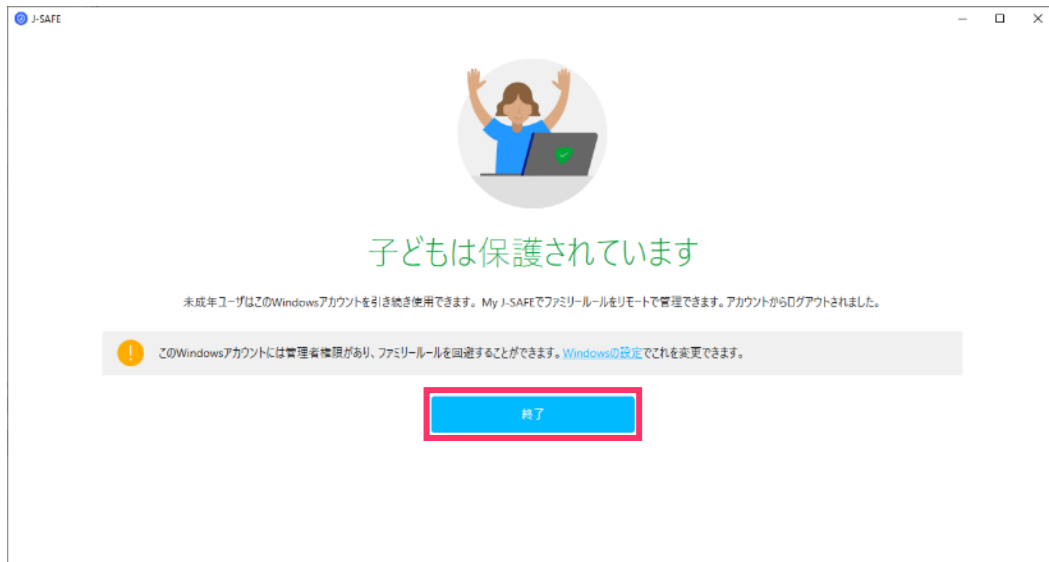 J-SAFE
子どもは保護されています
未成年ユーザはこのWindowsアカウントを引き続き使用できます。My J-SAFEでファミリールールをリモートで管理できます。アカウントからログアウトされました。
このWindowsアカウントには管理者権限があり、ファミリールールを回避することができます。Windowsの設定でこれを変更できます。
終了